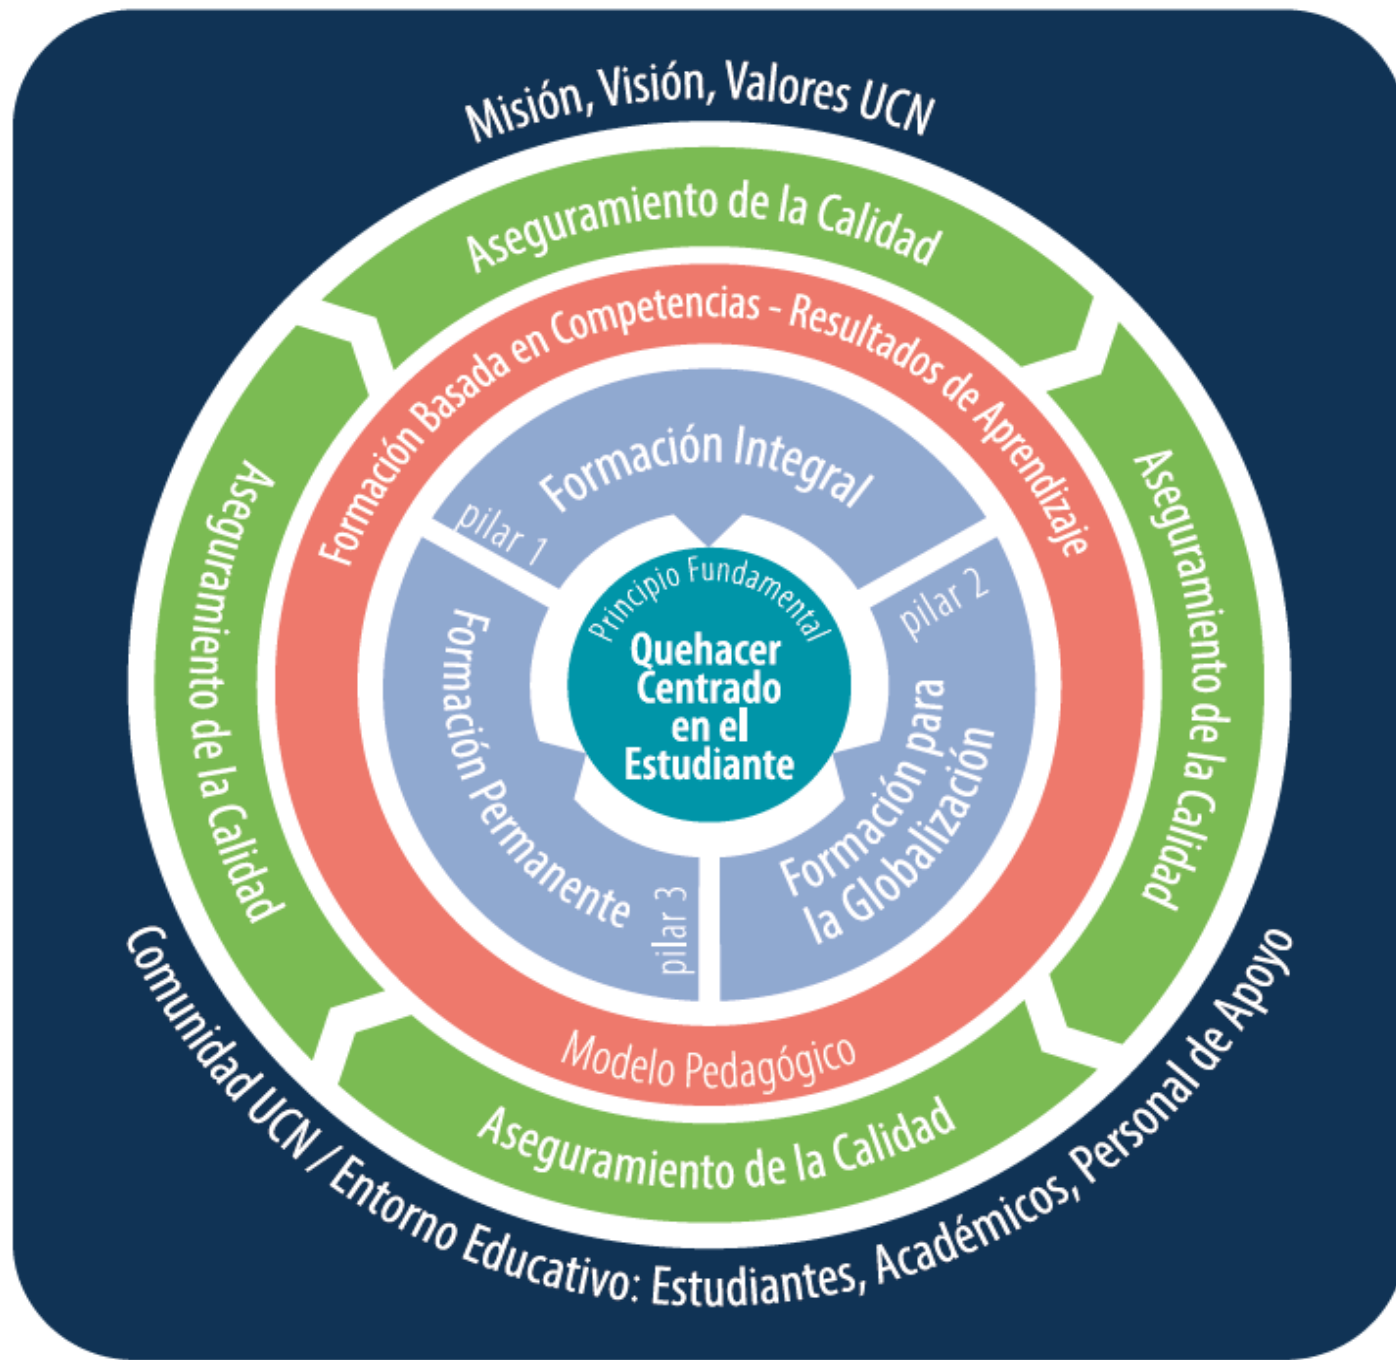 Misión, Visión, Valores UCN
Aseguramiento de la Calidad
Formación Basada en Competencias - Resultados de Aprendizaje
Formación Integral
pilar 1
pilar 2
Principio Fundamental
Quehacer
Centrado
en el
Estudiante
Formación Permanente
pilar 3
Formación para
la Globalización
Aseguramiento de la Calidad
Aseguramiento de la Calidad
Modelo Pedagógico
Aseguramiento de la Calidad
Comunidad UCN / Entorno Educativo: Estudiantes, Académicos, Personal de Apoyo